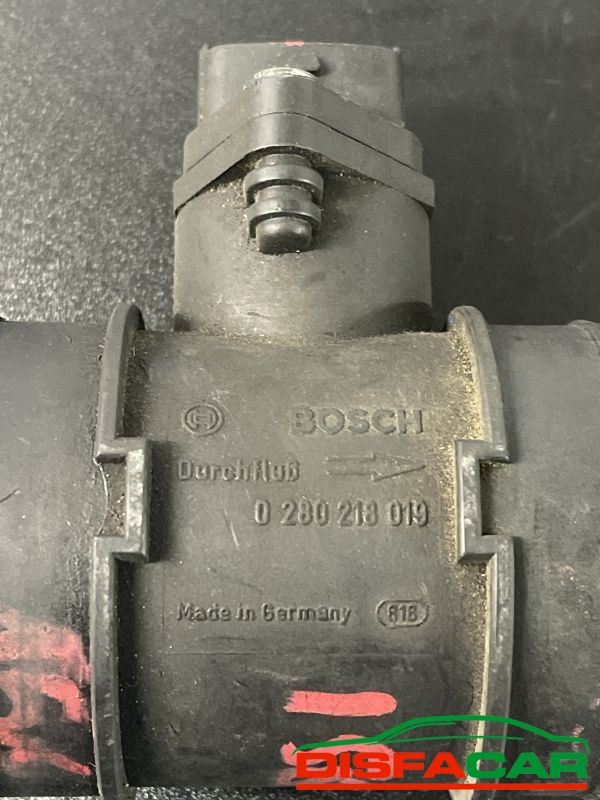 BOSCH
Durchfluß
0 280 218 019
Made in Germany 818
DISFACAR